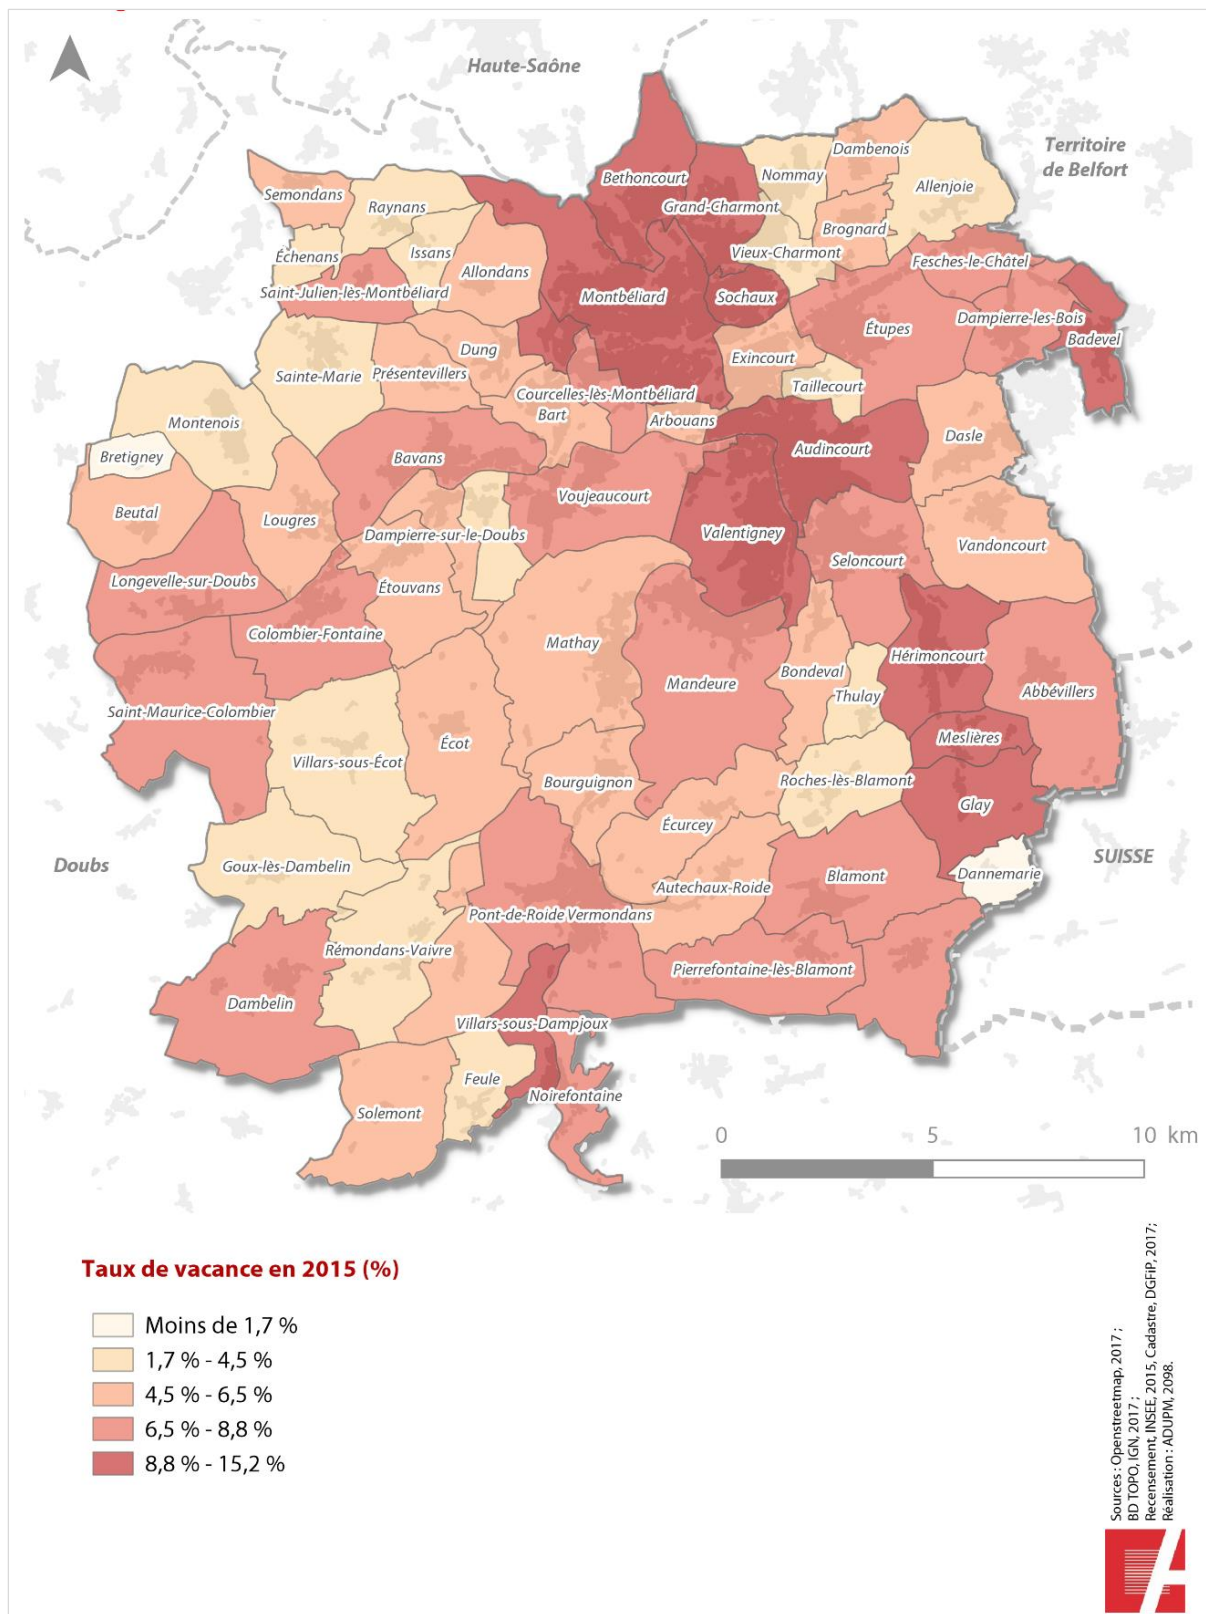 Haute-Saône
Territoire
de Belfort
Dambenois
Nommay
Allenjoie
Bethoncourt
Semondans
Raynans
Grand-Charmont
Brognard
Échenans
Issans
Vieux-Charmont
Allondans
Fesches-le-Châtel
Saint-Julien-lès-Montbéliard
Montbéliard
Sochaux
Dampierre-les-Bois
Étupes
Badevel
Dung
Exincourt
Sainte-Marie
Présentevillers
Taillecourt
Courcelles-lès-Montbéliard
Bart
Arbouans
Montenois
Dasle
Audincourt
Bretigney
Bavans
Voujeaucourt
Beutal
Lougres
Dampierre-sur-le-Doubs
Valentigney
Vandoncourt
Seloncourt
Longevelle-sur-Doubs
Étouvans
Colombier-Fontaine
Mathay
Hérimoncourt
Bondeval
Mandeure
Thulay
Abbévillers
Saint-Maurice-Colombier
Écot
Meslières
Villars-sous-Écot
Bourguignon
Roches-lès-Blamont
Glay
Écurcey
Doubs
SUISSE
Goux-lès-Dambelin
Dannemarie
Blamont
Autechaux-Roide
Pont-de-Roide Vermondans
Rémondans-Vaivre
Pierrefontaine-lès-Blamont
Dambelin
Villars-sous-Dampjoux
Feule
Noirefontaine
Solemont
0 5 10 km
Taux de vacance en 2015 (%)
Moins de 1,7 %
1,7 % - 4,5 %
4,5 % - 6,5 %
6,5 % - 8,8 %
8,8 % - 15,2 %
Sources : Openstreetmap, 2017 ;
BD TOPO, IGN, 2017 ;
Recensement, INSEE, 2015, Cadastre, DGFiP, 2017;
Réalisation : ADUPM, 2098.